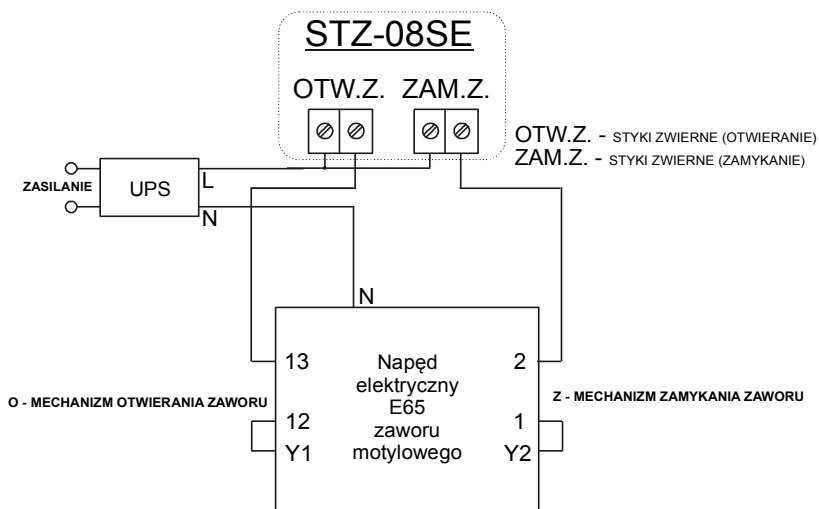 STZ-08SE
OTW.Z. ZAM.Z.
OTW.Z. - STYKI ZWIERNE (OTWIERANIE)
ZAM.Z. - STYKI ZWIERNE (ZAMYKANIE)
ZASILANIE
UPS
L
N
N
13
Napęd
elektryczny
E65
zaworu
motylowego
2
O - MECHANIZM OTWIERANIA ZAWORU
Z - MECHANIZM ZAMYKANIA ZAWORU
12
1
Y1
Y2